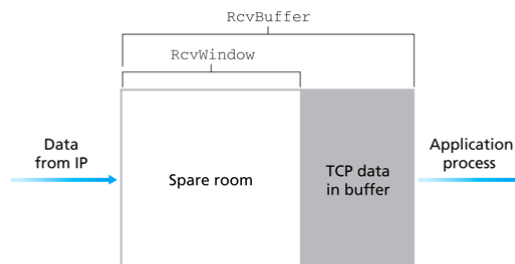 RcvBuffer
RcvWindow
Data
from IP
Spare room
TCP data
in buffer
Application
process